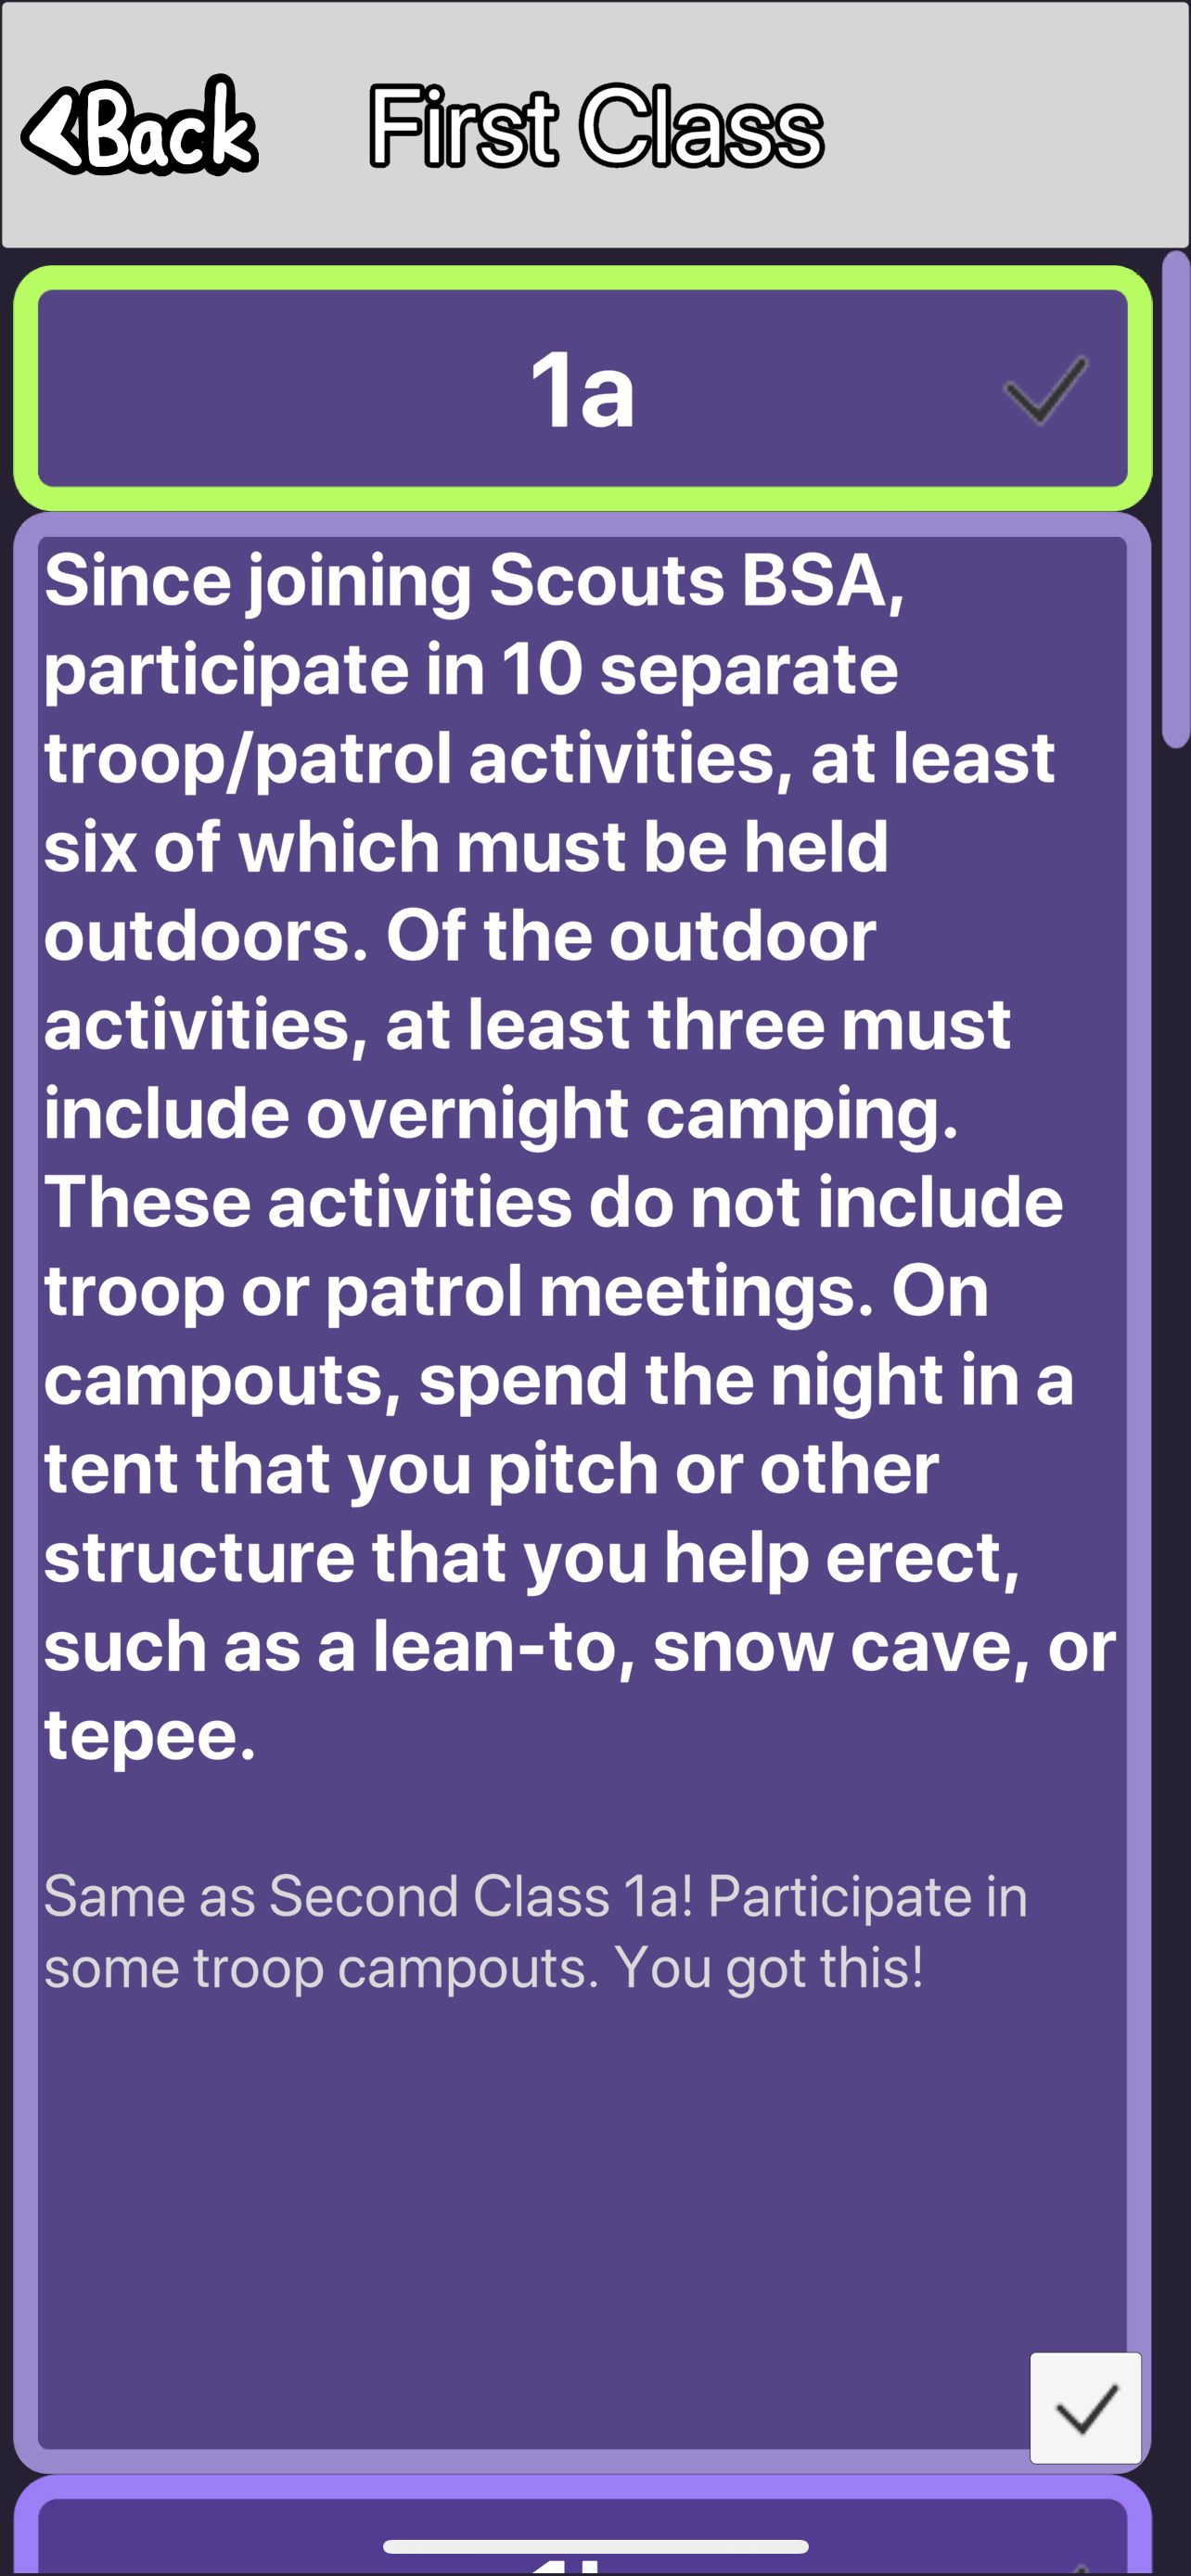 Back
First Class
1a
Since joining Scouts BSA,
participate in 10 separate
troop/patrol activities, at least
six of which must be held
outdoors. Of the outdoor
activities, at least three must
include overnight camping.
These activities do not include
troop or patrol meetings. On
campouts, spend the night in a
tent that you pitch or other
structure that you help erect,
such as a lean-to, snow cave, or
tepee.
Same as Second Class 1a! Participate in
some troop campouts. You got this!